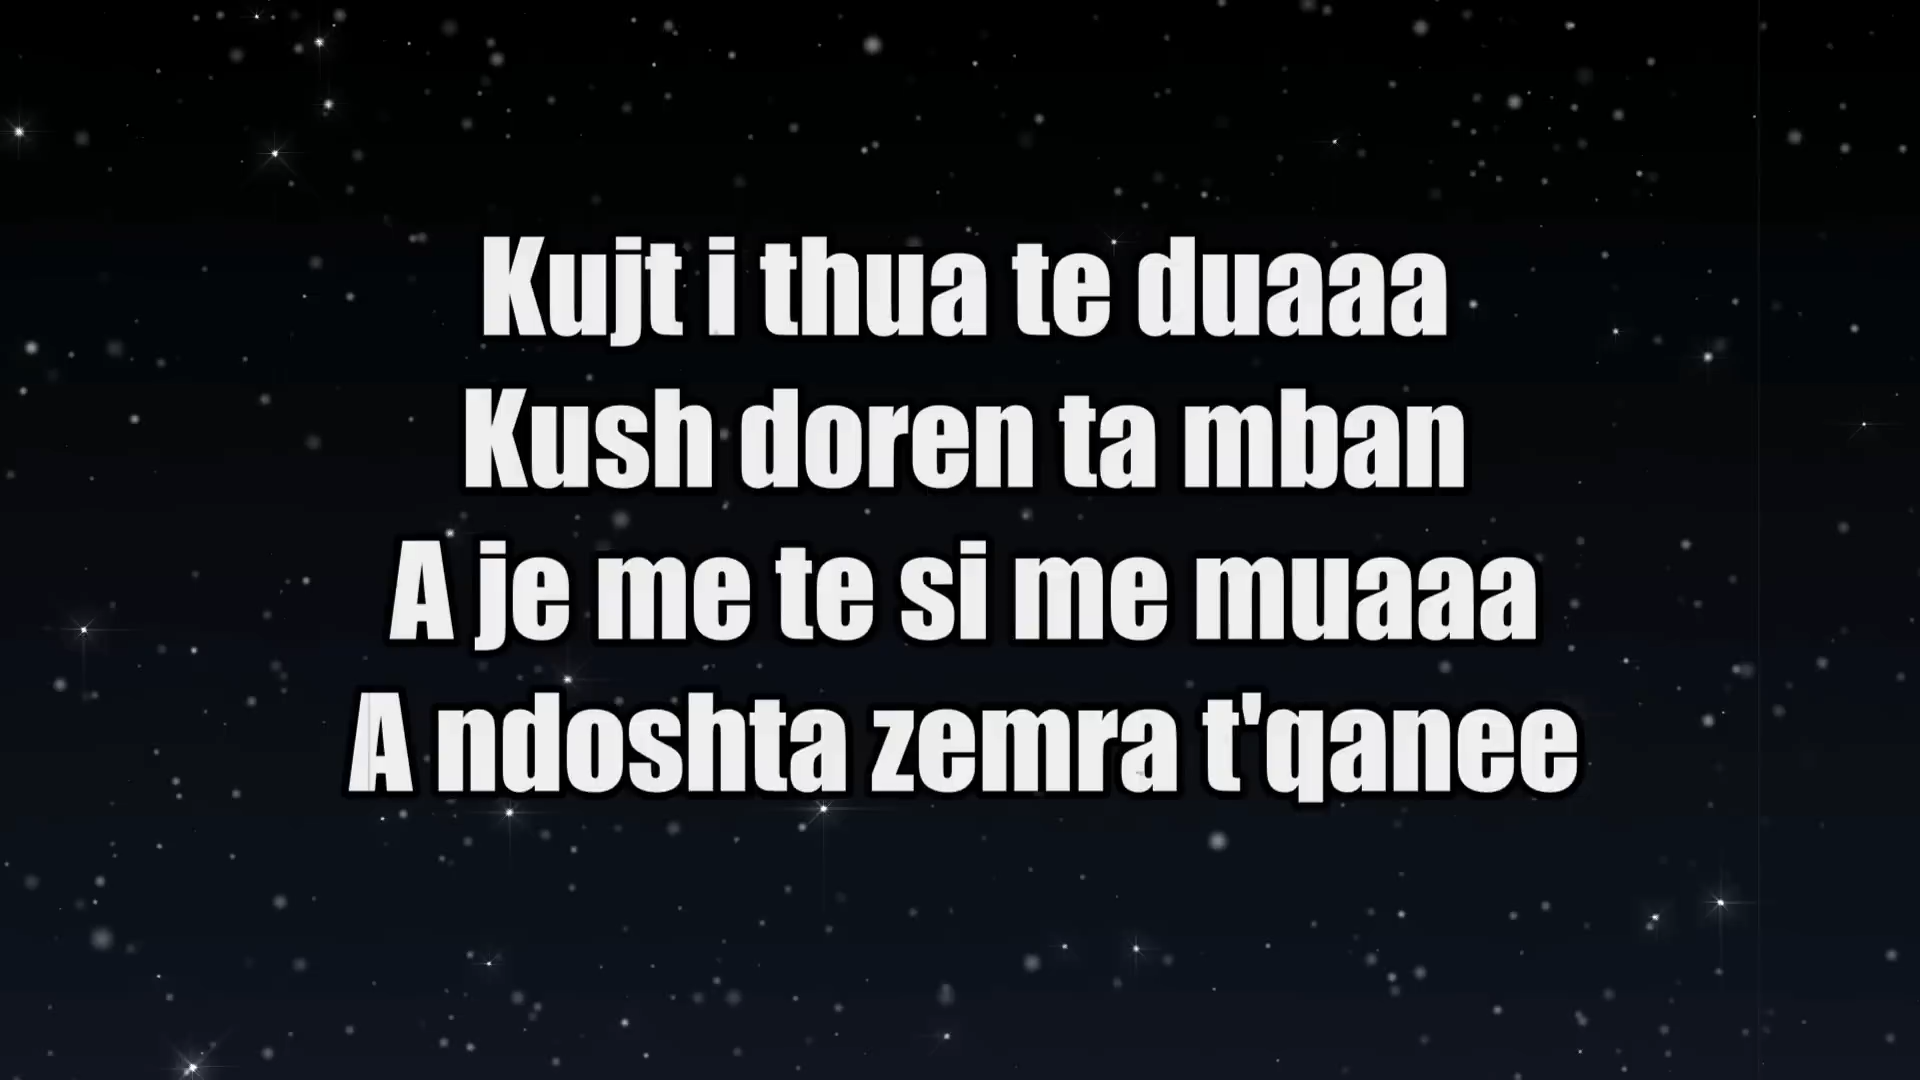 Kujt i thua te duaaa
Kush doren ta mban
A je me te si me muaaa
A ndoshta zemra t'qanee